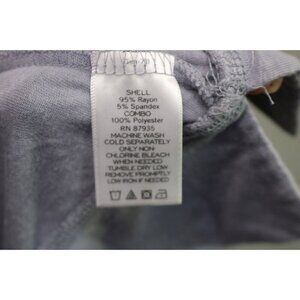 SHELL
95% Rayon
5% Spandex
COMBO
100% Polyester
RN 87935
MACHINE WASH
COLD SEPARATELY
ONLY NON-
CHLORINE BLEACH
WHEN NEEDED
TUMBLE DRY LOW
REMOVE PROMPTLY
LOW IRON IF NEEDED